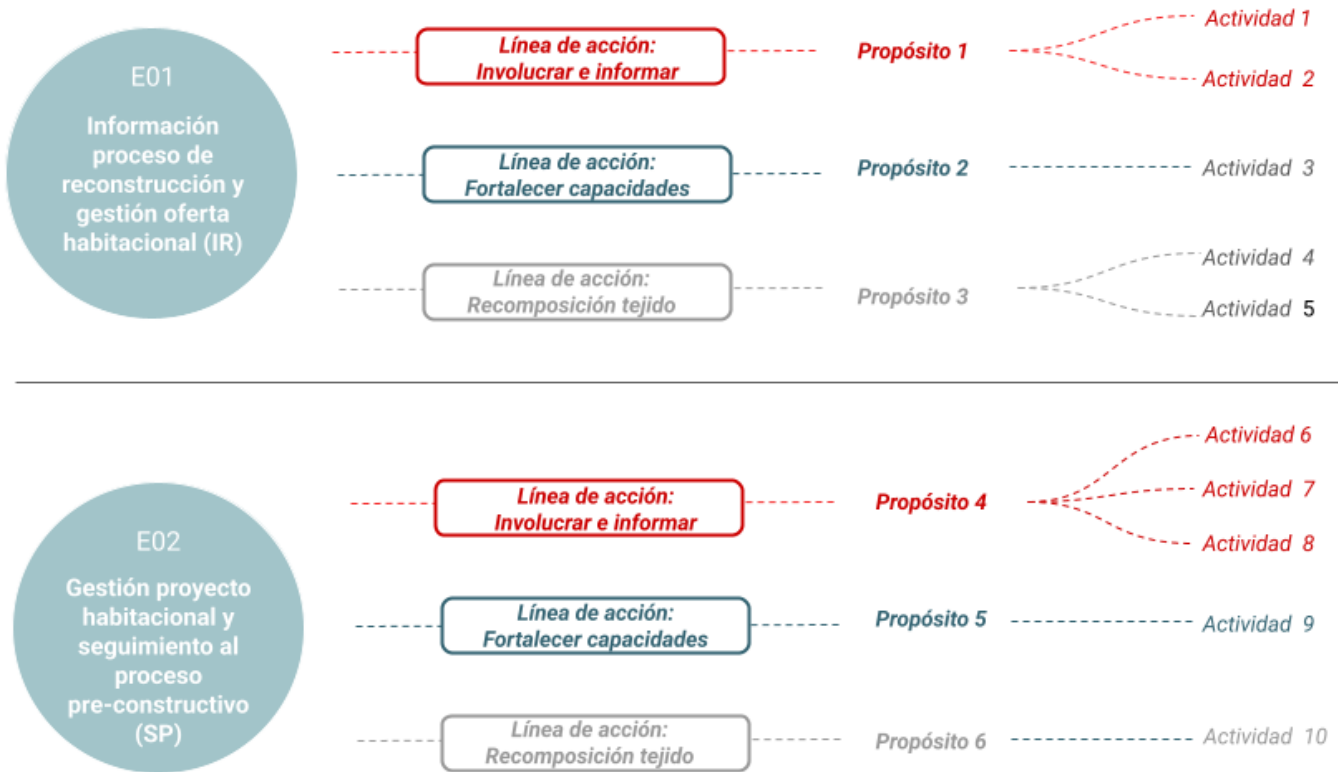 E01
Información
proceso de
reconstrucción y
gestión oferta
habitacional (IR)
Línea de acción:
Involucrar e informar
Propósito 1
Actividad 1
Actividad 2
Línea de acción:
Fortalecer capacidades
Propósito 2
Actividad 3
Línea de acción:
Recomposición tejido
Propósito 3
Actividad 4
Actividad 5
E02
Gestión proyecto
habitacional y
seguimiento al
proceso
pre-constructivo
(SP)
Línea de acción:
Involucrar e informar
Propósito 4
Actividad 6
Actividad 7
Actividad 8
Línea de acción:
Fortalecer capacidades
Propósito 5
Actividad 9
Línea de acción:
Recomposición tejido
Propósito 6
Actividad 10